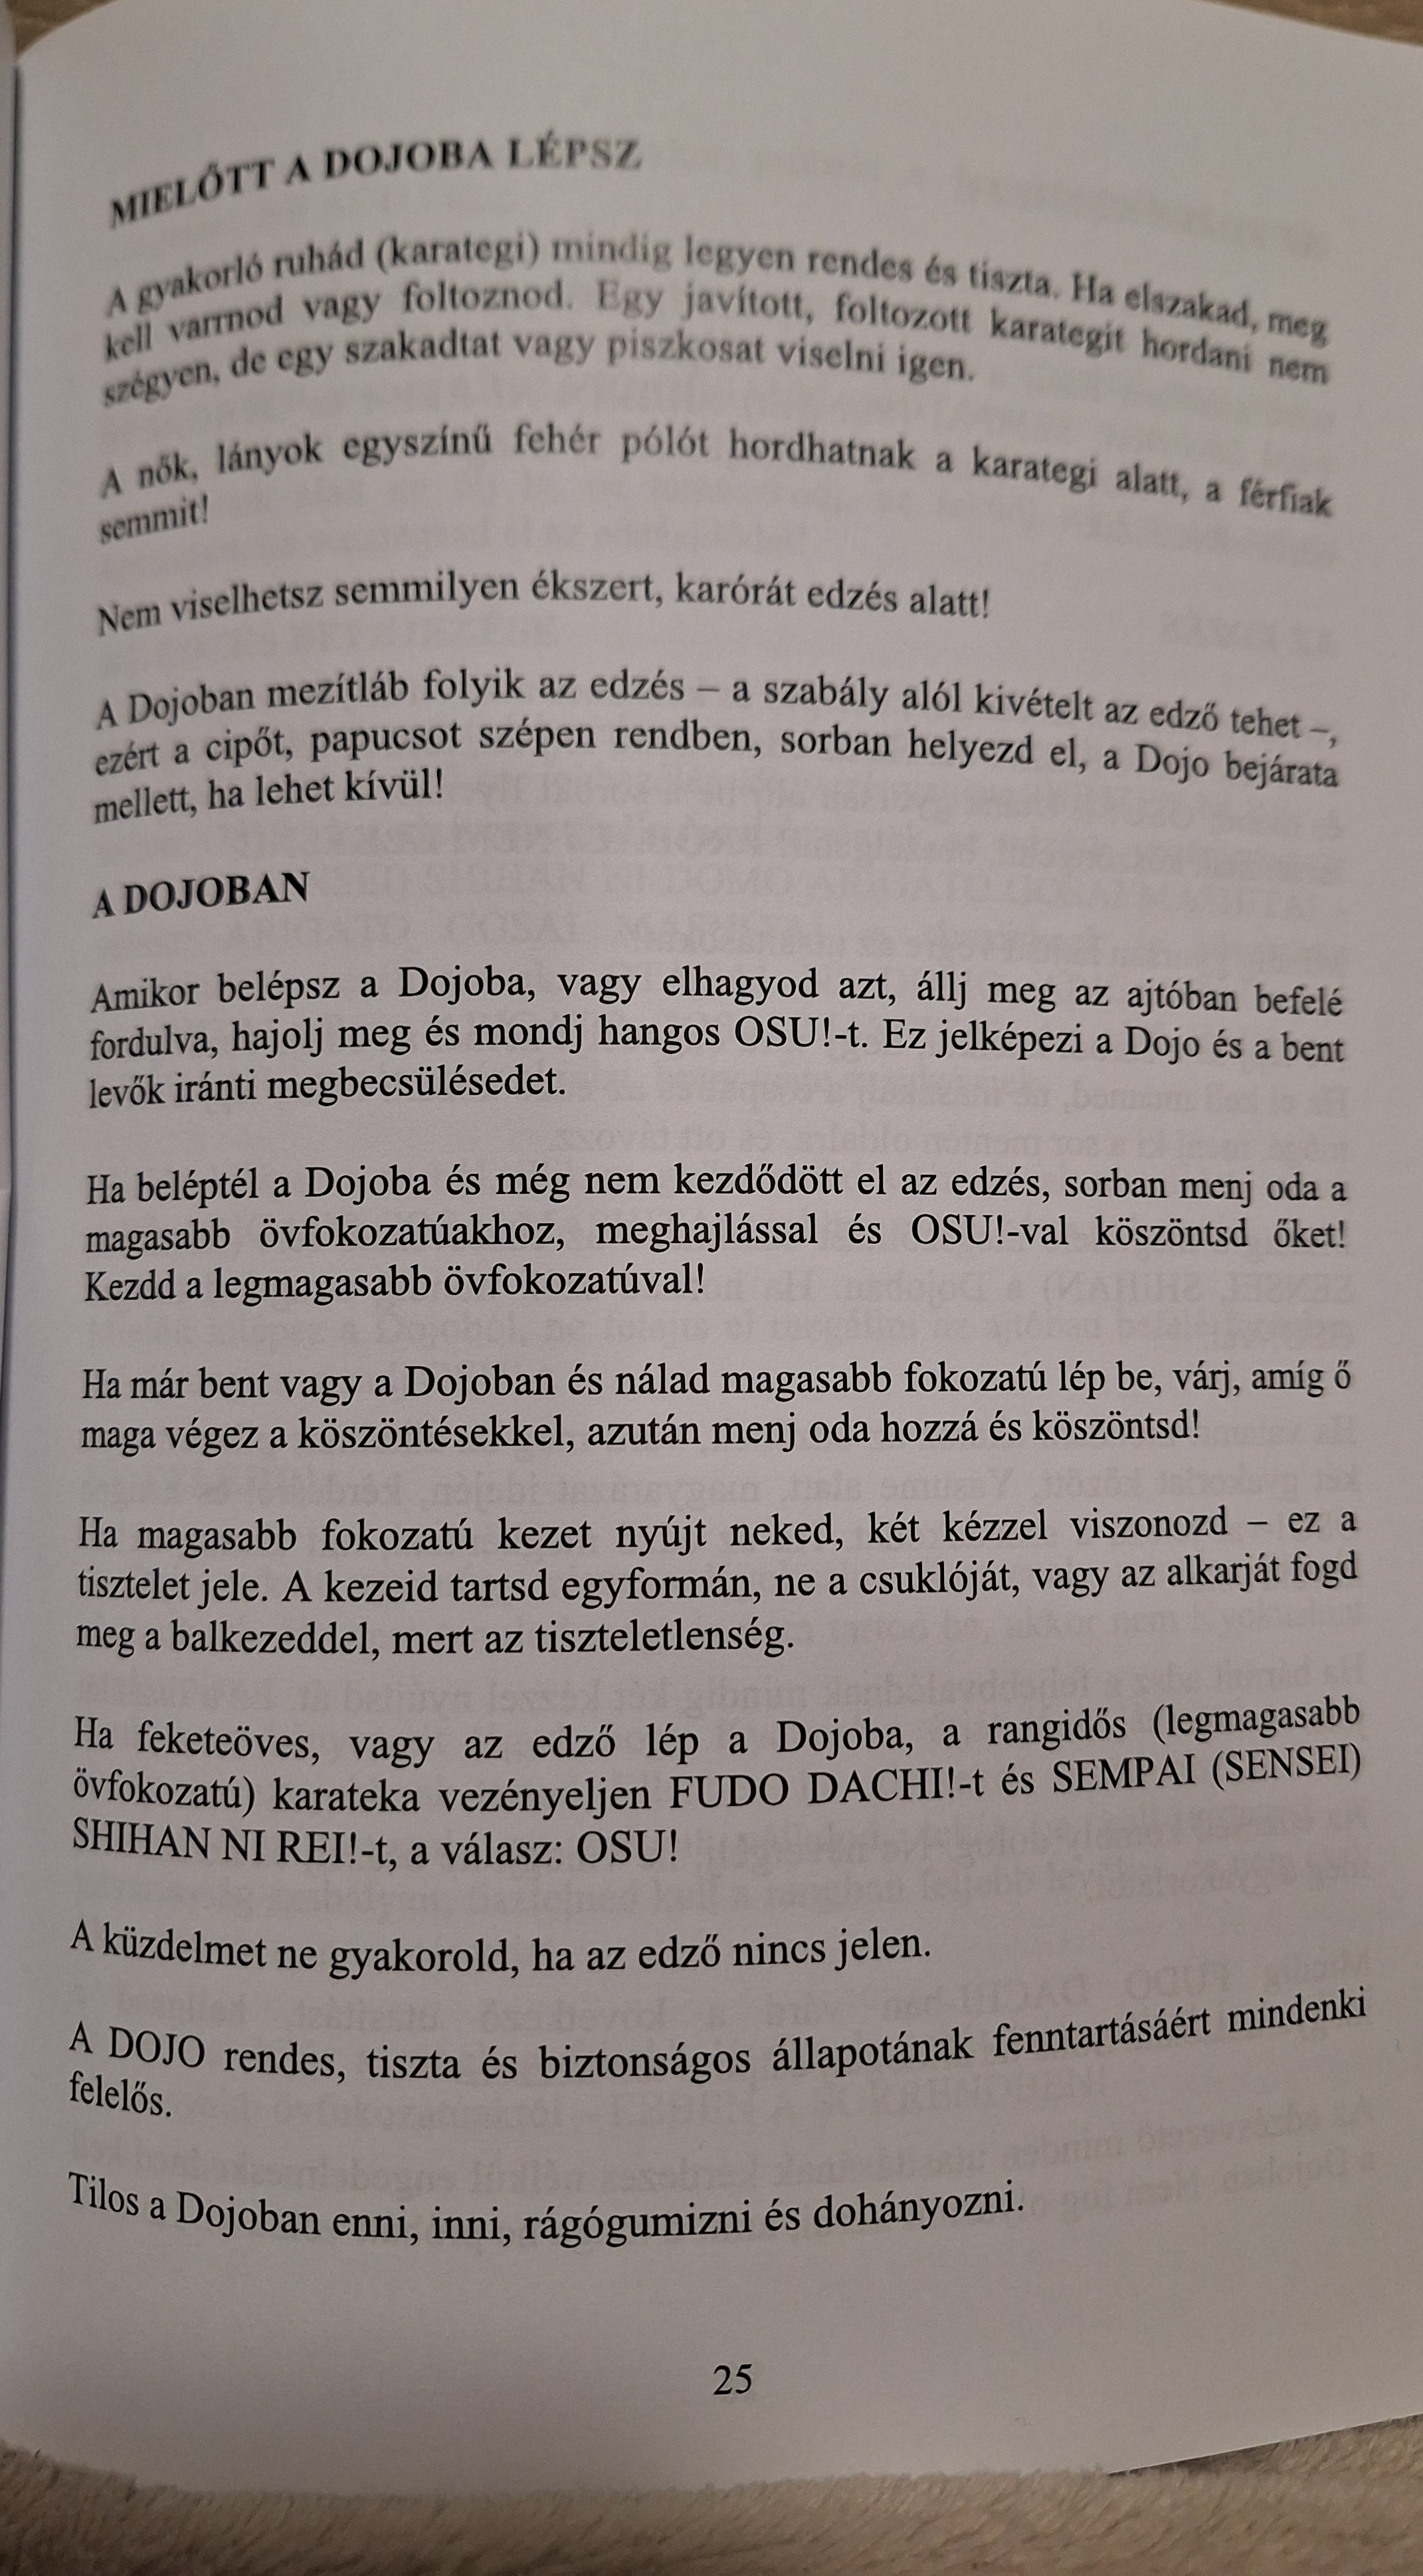 MIELŐTT A DOJOBA LÉPSZ
A gyakorló ruhád (karategi) mindig legyen rendes és tiszta. Ha elszakad, meg
kell varrnod vagy foltoznod. Egy javított, foltozott karategit hordani nem
szégyen, de egy szakadtat vagy piszkosat viselni igen.
A nők, lányok egyszínű fehér pólót hordhatnak a karategi alatt, a férfiak
semmit!
Nem viselhetsz semmilyen ékszert, karórát edzés alatt!
A Dojoban mezítláb folyik az edzés – a szabály alól kivételt az edző tehet –,
ezért a cipőt, papucsot szépen rendben, sorban helyezd el, a Dojo bejárata
mellett, ha lehet kívül!
A DOJOBAN
Amikor belépsz a Dojoba, vagy elhagyod azt, állj meg az ajtóban befelé
fordulva, hajolj meg és mondj hangos OSU!-t. Ez jelképezi a Dojo és a bent
levők iránti megbecsülésedet.
Ha beléptél a Dojoba és még nem kezdődött el az edzés, sorban menj oda a
magasabb övfokozatúakhoz, meghajlással és OSU!-val köszöntsd őket!
Kezdd a legmagasabb övfokozatúval!
Ha már bent vagy a Dojoban és nálad magasabb fokozatú lép be, várj, amíg ő
maga végez a köszöntésekkel, azután menj oda hozzá és köszöntsd!
Ha magasabb fokozatú kezet nyújt neked, két kézzel viszonozd – ez a
tisztelet jele. A kezeid tartsd egyformán, ne a csuklóját, vagy az alkarját fogd
meg a balkezeddel, mert az tiszteletlenség.
Ha feketeöves, vagy az edző lép a Dojoba, a rangidős (legmagasabb
övfokozatú) karateka vezényeljen FUDO DACHI!-t és SEMPAI (SENSEI)
SHIHAN NI REI!-t, a válasz: OSU!
A küzdelmet ne gyakorold, ha az edző nincs jelen.
A DOJO rendes, tiszta és biztonságos állapotának fenntartásáért mindenki
felelős.
Tilos a Dojoban enni, inni, rágógumizni és dohányozni.
25